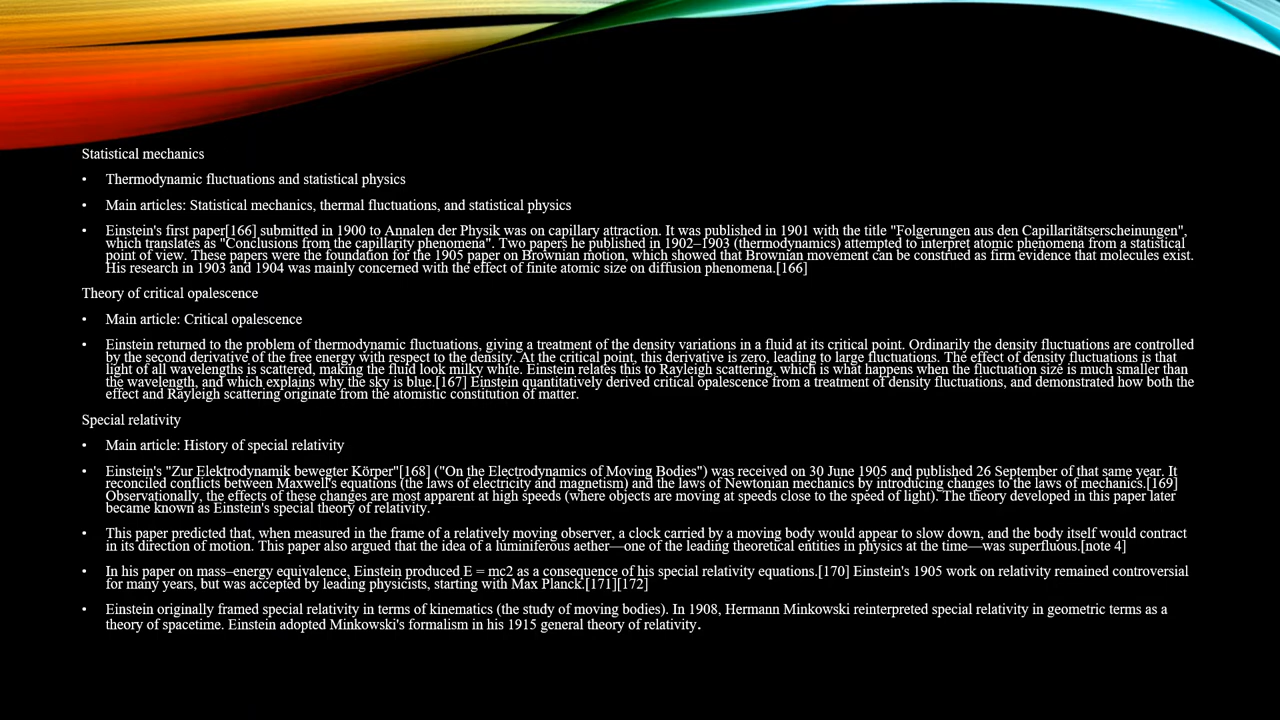 Statistical mechanics
• Thermodynamic fluctuations and statistical physics
• Main articles: Statistical mechanics, thermal fluctuations, and statistical physics
• Einstein's first paper[166] submitted in 1900 to Annalen der Physik was on capillary attraction. It was published in 1901 with the title "Folgerungen aus den Capillaritätserscheinungen",
which translates as "Conclusions from the capillarity phenomena". Two papers he published in 1902–1903 (thermodynamics) attempted to interpret atomic phenomena from a statistical
point of view. These papers were the foundation for the 1905 paper on Brownian motion, which showed that Brownian movement can be construed as firm evidence that molecules exist.
His research in 1903 and 1904 was mainly concerned with the effect of finite atomic size on diffusion phenomena.[166]
Theory of critical opalescence
• Main article: Critical opalescence
• Einstein returned to the problem of thermodynamic fluctuations, giving a treatment of the density variations in a fluid at its critical point. Ordinarily the density fluctuations are controlled
by the second derivative of the free energy with respect to the density. At the critical point, this derivative is zero, leading to large fluctuations. The effect of density fluctuations is that
light of all wavelengths is scattered, making the fluid look milky white. Einstein relates this to Rayleigh scattering, which is what happens when the fluctuation size is much smaller than
the wavelength, and which explains why the sky is blue.[167] Einstein quantitatively derived critical opalescence from a treatment of density fluctuations, and demonstrated how both the
effect and Rayleigh scattering originate from the atomistic constitution of matter.
Special relativity
• Main article: History of special relativity
• Einstein's "Zur Elektrodynamik bewegter Körper"[168] ("On the Electrodynamics of Moving Bodies") was received on 30 June 1905 and published 26 September of that same year. It
reconciled conflicts between Maxwell's equations (the laws of electricity and magnetism) and the laws of Newtonian mechanics by introducing changes to the laws of mechanics.[169]
Observationally, the effects of these changes are most apparent at high speeds (where objects are moving at speeds close to the speed of light). The theory developed in this paper later
became known as Einstein's special theory of relativity.
• This paper predicted that, when measured in the frame of a relatively moving observer, a clock carried by a moving body would appear to slow down, and the body itself would contract
in its direction of motion. This paper also argued that the idea of a luminiferous aether—one of the leading theoretical entities in physics at the time—was superfluous.[note 4]
• In his paper on mass–energy equivalence, Einstein produced E = mc2 as a consequence of his special relativity equations.[170] Einstein's 1905 work on relativity remained controversial
for many years, but was accepted by leading physicists, starting with Max Planck.[171][172]
• Einstein originally framed special relativity in terms of kinematics (the study of moving bodies). In 1908, Hermann Minkowski reinterpreted special relativity in geometric terms as a
theory of spacetime. Einstein adopted Minkowski's formalism in his 1915 general theory of relativity.